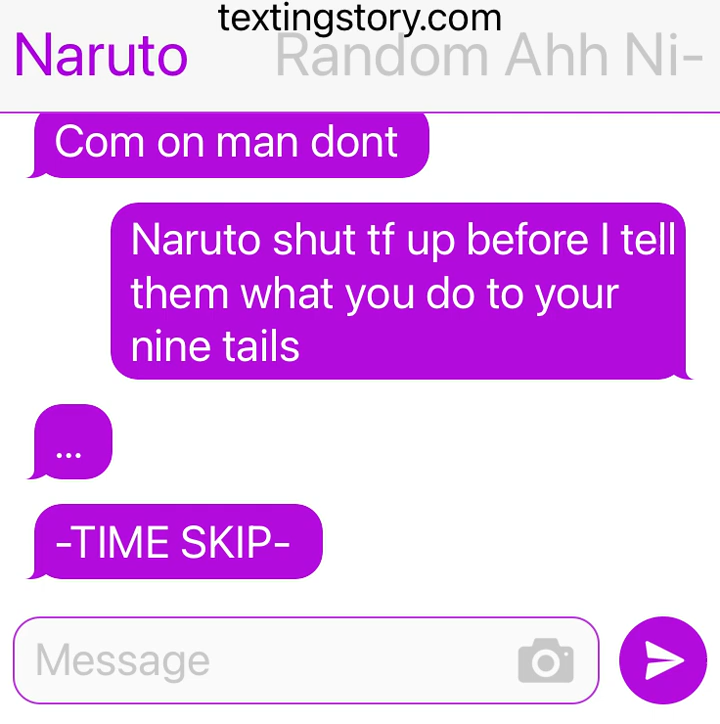 textingstory.com
Naruto Random Ahh Ni-
Com on man dont
Naruto shut tf up before I tell
them what you do to your
nine tails
...
-TIME SKIP-
Message